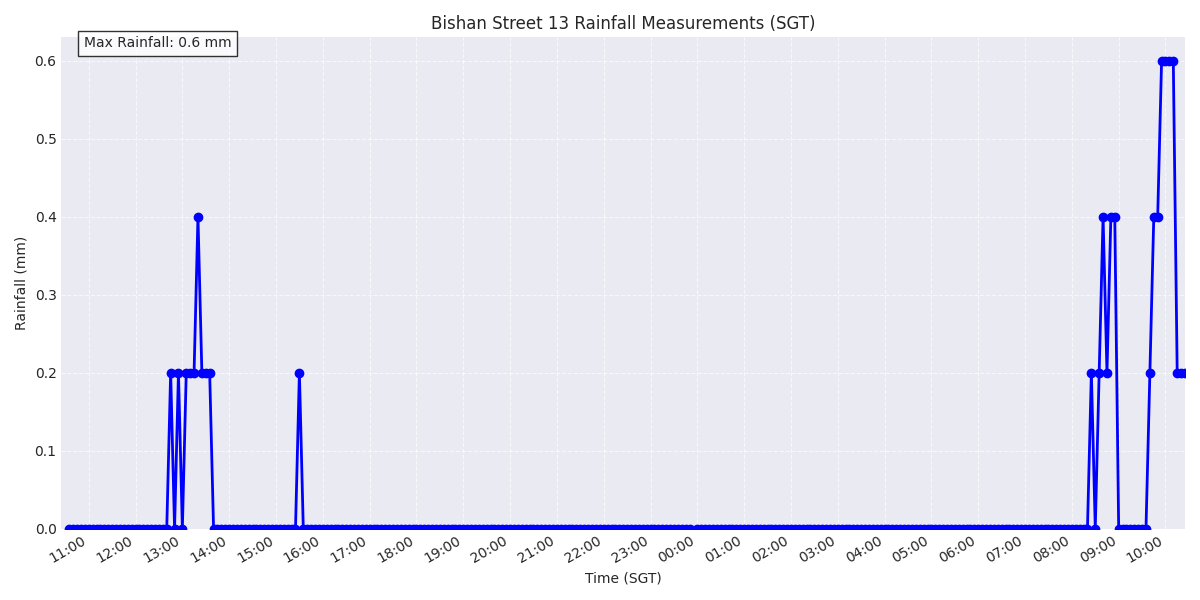 Bishan Street 13 Rainfall Measurements (SGT)
Max Rainfall: 0.6 mm
Rainfall (mm)
0.6
0.5
0.4
0.3
0.2
0.1
0.0
11:00 12:00 13:00 14:00 15:00 16:00 17:00 18:00 19:00 20:00 21:00 22:00 23:00 00:00 01:00 02:00 03:00 04:00 05:00 06:00 07:00 08:00 09:00 10:00
Time (SGT)